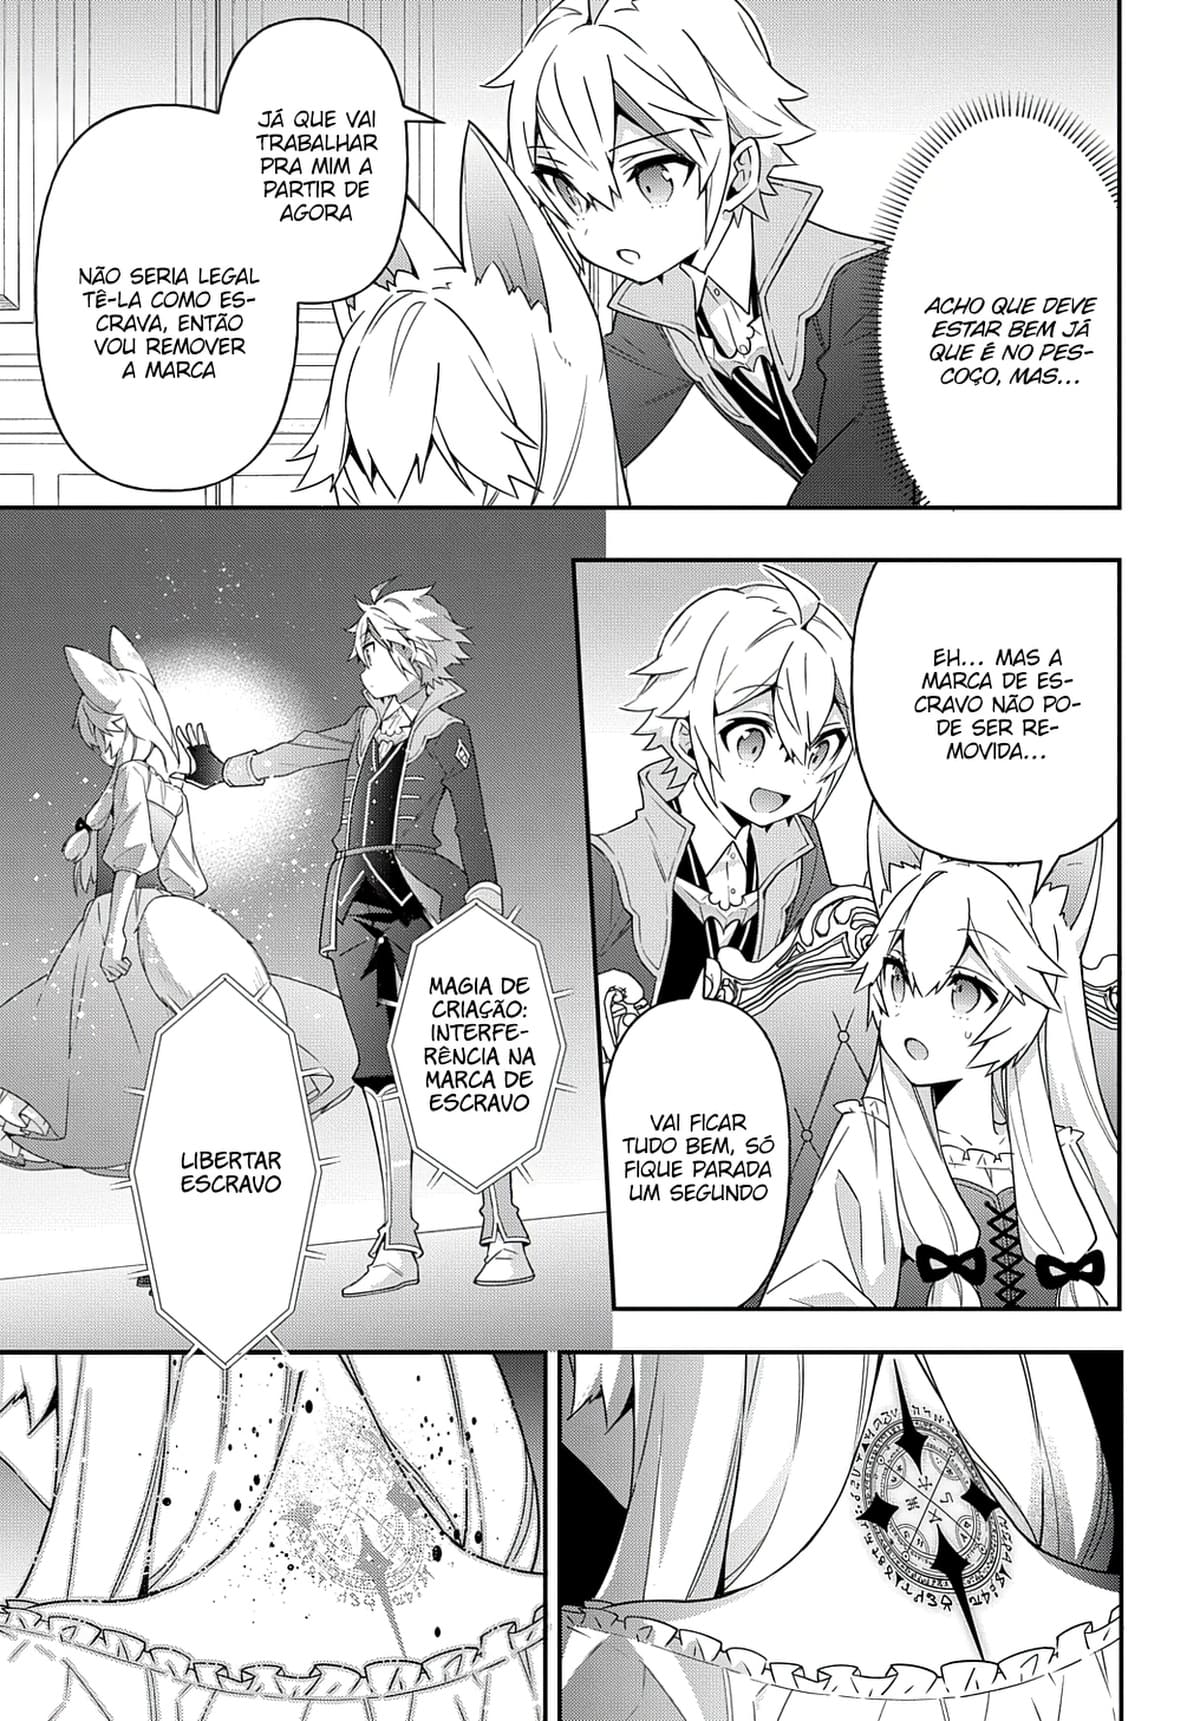 ACHO QUE DEVE
ESTAR BEM JÁ
QUE É NO PES-
COÇO, MAS...
JÁ QUE VAI
TRABALHAR
PRA MIM A
PARTIR DE
AGORA
NÃO SERIA LEGAL
TÊ-LA COMO ES-
CRAVA, ENTÃO
VOU REMOVER
A MARCA
EH... MAS A
MARCA DE ES-
CRAVO NÃO PO-
DE SER RE-
MOVIDA...
VAI FICAR
TUDO BEM, SÓ
FIQUE PARADA
UM SEGUNDO
MAGIA DE
CRIAÇÃO:
INTERFE-
RÊNCIA NA
MARCA DE
ESCRAVO
LIBERTAR
ESCRAVO